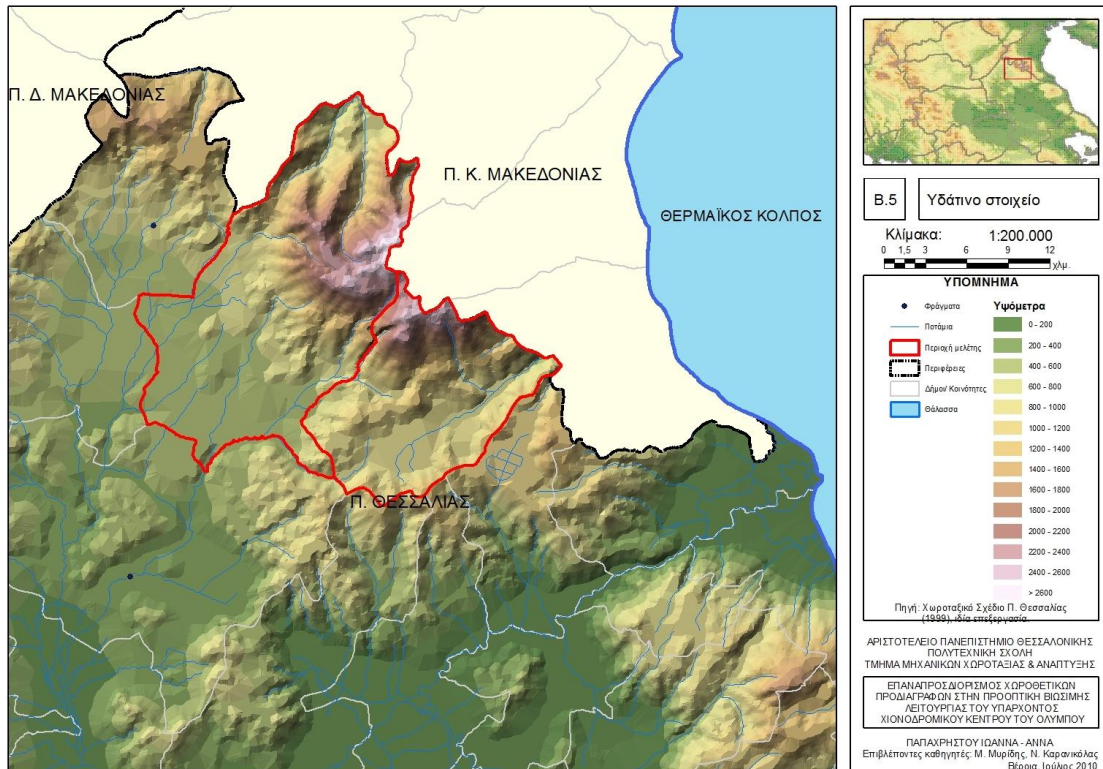 Π. Δ. ΜΑΚΕΔΟΝΙΑΣ
Π. Κ. ΜΑΚΕΔΟΝΙΑΣ
ΘΕΡΜΑΪΚΟΣ ΚΟΛΠΟΣ
Π. ΘΕΣΣΑΛΙΑΣ
Β.5 Υδάτινο στοιχείο
Κλίμακα: 1:200.000
0 1,5 3 6 9 12
χλμ.
ΥΠΟΜΝΗΜΑ
Φράγματα
Ποτάμια
Περιοχή μελέτης
Περιφέρειες
Δήμοι/ Κοινότητες
Θάλασσα
Υψόμετρα
0 - 200
200 - 400
400 - 600
600 - 800
800 - 1000
1000 - 1200
1200 - 1400
1400 - 1600
1600 - 1800
1800 - 2000
2000 - 2200
2200 - 2400
2400 - 2600
> 2600
Πηγή: Χωροταξικό Σχέδιο Π. Θεσσαλίας
(1999), ιδία επεξεργασία.
ΑΡΙΣΤΟΤΕΛΕΙΟ ΠΑΝΕΠΙΣΤΗΜΙΟ ΘΕΣΣΑΛΟΝΙΚΗΣ
ΠΟΛΥΤΕΧΝΙΚΗ ΣΧΟΛΗ
ΤΜΗΜΑ ΜΗΧΑΝΙΚΩΝ ΧΩΡΟΤΑΞΙΑΣ & ΑΝΑΠΤΥΞΗΣ
ΕΠΑΝΑΠΡΟΣΔΙΟΡΙΣΜΟΣ ΧΩΡΟΘΕΤΙΚΩΝ
ΠΡΟΔΙΑΓΡΑΦΩΝ ΣΤΗΝ ΠΡΟΟΠΤΙΚΗ ΒΙΩΣΙΜΗΣ
ΛΕΙΤΟΥΡΓΙΑΣ ΤΟΥ ΥΠΑΡΧΟΝΤΟΣ
ΧΙΟΝΟΔΡΟΜΙΚΟΥ ΚΕΝΤΡΟΥ ΤΟΥ ΟΛΥΜΠΟΥ
ΠΑΠΑΧΡΗΣΤΟΥ ΙΩΑΝΝΑ - ΑΝΝΑ
Επιβλέποντες καθηγητές: Μ. Μυρίδης, Ν. Καρανικόλας
Βέροια, Ιούλιος 2010